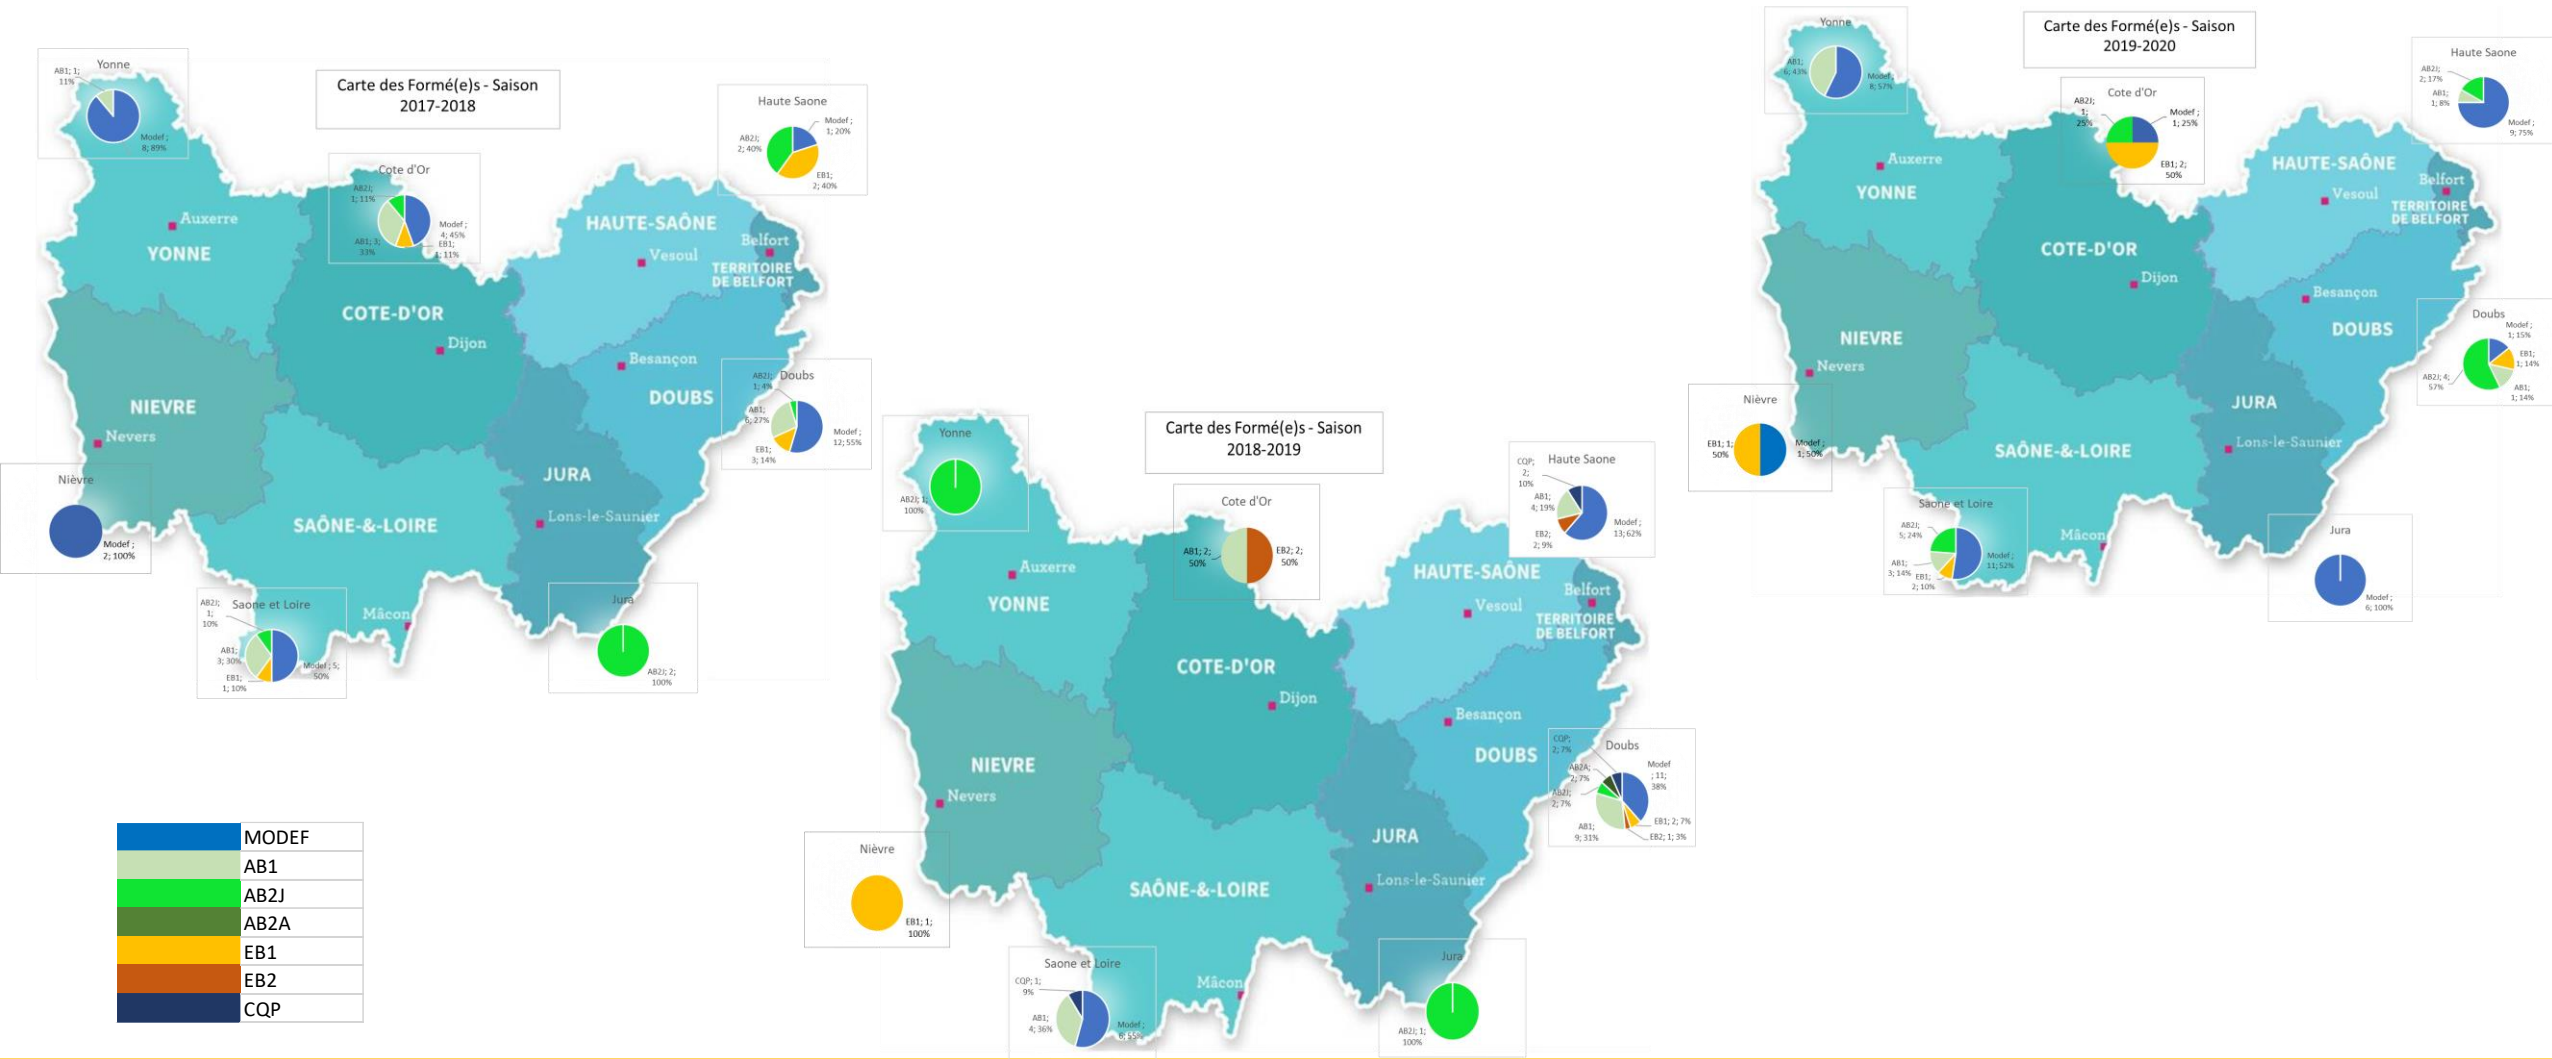 Carte des Formé(e)s - Saison
2017-2018
Yonne
AB1; 1;
11%
Modef ;
8; 89%
Cote d'Or
AB2J;
1; 11%
Modef ;
4; 45%
EB1;
1; 11%
AB1; 3;
33%
Haute Saone
Modef ;
1; 20%
AB2J;
2; 40%
EB1;
2; 40%
Auxerre
YONNE
HAUTE-SAÔNE
Vesoul
Belfort
TERRITOIRE
DE BELFORT
COTE-D'OR
Dijon
Besançon
DOUBS
Doubs
AB2J;
1; 4%
AB1;
6; 27%
Modef ;
12; 55%
EB1;
3; 14%
NIEVRE
Nevers
JURA
Lons-le-Saunier
SAÔNE-&-LOIRE
Mâcon
Nièvre
Modef ;
2; 100%
Saone et Loire
AB2J;
1;
10%
AB1;
3; 30%
EB1;
1; 10%
Modef ; 5;
50%
Jura
AB2J; 2;
100%
Carte des Formé(e)s - Saison
2018-2019
Yonne
AB2J; 1;
100%
Cote d'Or
AB1; 2;
50%
EB2; 2;
50%
Haute Saone
CQP;
2;
10%
AB1;
4; 19%
EB2;
2; 9%
Modef ;
13; 62%
Auxerre
YONNE
HAUTE-SAÔNE
Vesoul
Belfort
TERRITOIRE
DE BELFORT
COTE-D'OR
Dijon
Besançon
DOUBS
Doubs
CQP;
2; 7%
AB2A;
2; 7%
AB2J;
2; 7%
AB1;
9; 31%
Modef
; 11;
38%
EB1; 2; 7%
EB2; 1; 3%
NIEVRE
Nevers
JURA
Lons-le-Saunier
SAÔNE-&-LOIRE
Mâcon
Nièvre
EB1; 1;
100%
Saone et Loire
CQP; 1;
9%
AB1;
4; 36%
Modef ;
6; 55%
Jura
AB2J; 1;
100%
Carte des Formé(e)s - Saison
2019-2020
Yonne
AB1;
6; 43%
Modef ;
8; 57%
Cote d'Or
AB2J;
1;
25%
Modef ;
1; 25%
EB1; 2;
50%
Haute Saone
AB2J;
2; 17%
AB1;
1; 8%
Modef ;
9; 75%
Auxerre
YONNE
HAUTE-SAÔNE
Vesoul
Belfort
TERRITOIRE
DE BELFORT
COTE-D'OR
Dijon
Besançon
DOUBS
Doubs
Modef ;
1; 15%
EB1;
1; 14%
AB1;
1; 14%
AB2J; 4;
57%
NIEVRE
Nevers
JURA
Lons-le-Saunier
SAÔNE-&-LOIRE
Mâcon
Nièvre
EB1; 1;
50%
Modef ;
1; 50%
Saone et Loire
AB2J;
5; 24%
AB1;
3; 14%
EB1;
2; 10%
Modef ;
11; 52%
Jura
Modef ;
6; 100%
MODEF
AB1
AB2J
AB2A
EB1
EB2
CQP